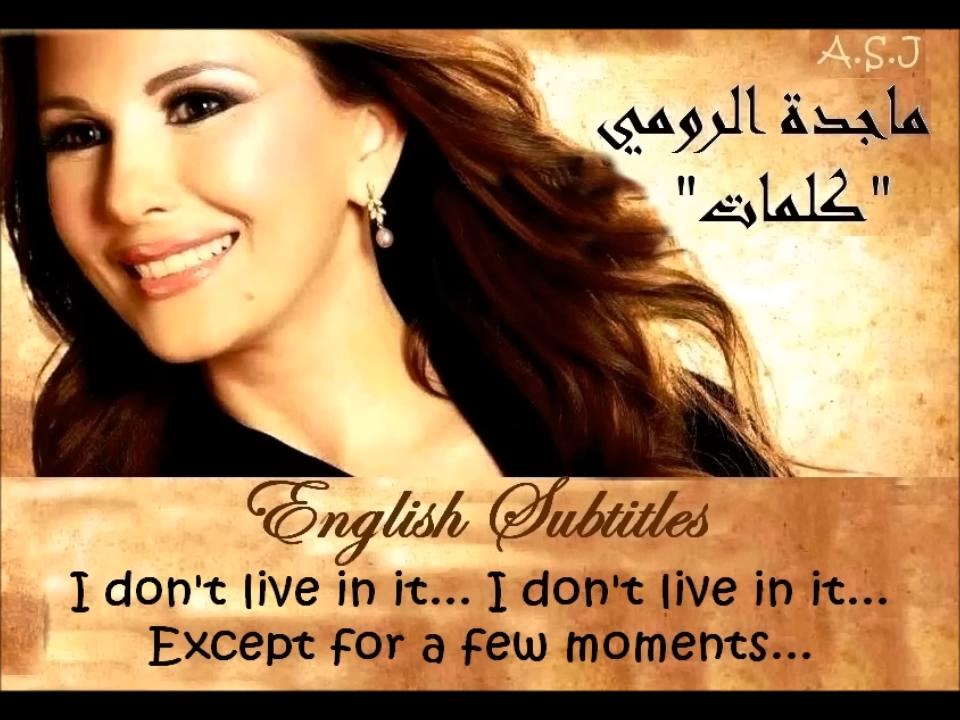 A.S.J
ماجدة الرومي
"كلمات"
English Subtitles
I don't live in it... I don't live in it...
Except for a few moments...